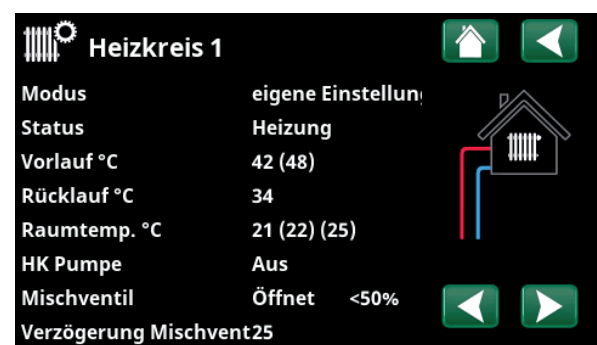 Heizkreis 1
Modus eigene Einstellun
Status Heizung
Vorlauf °C 42 (48)
Rücklauf °C 34
Raumtemp. °C 21 (22) (25)
HK Pumpe Aus
Mischventil Öffnet <50%
Verzögerung Mischvent25